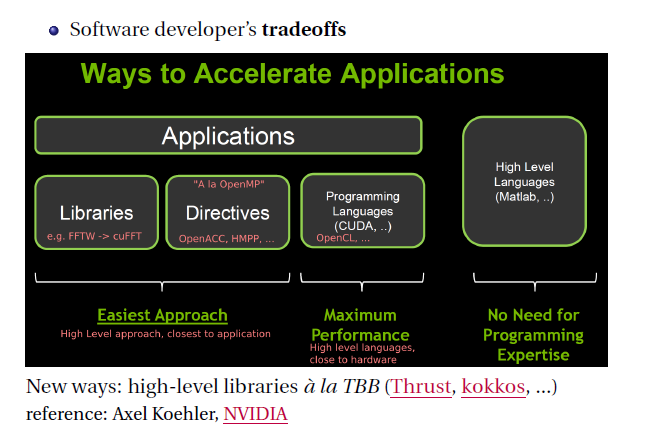 Software developer's tradeoffs
Ways to Accelerate Applications
Applications
Libraries
e.g. FFTW -> cuFFT
"A la OpenMP"
Directives
OpenACC, HMPP, ...
Programming
Languages
(CUDA, ..)
OpenCL, ...
High Level
Languages
(Matlab, ..)
Easiest Approach
High Level approach, closest to application
Maximum
Performance
High level languages,
close to hardware
No Need for
Programming
Expertise
New ways: high-level libraries à la TBB (Thrust, kokkos, ...)
reference: Axel Koehler, NVIDIA